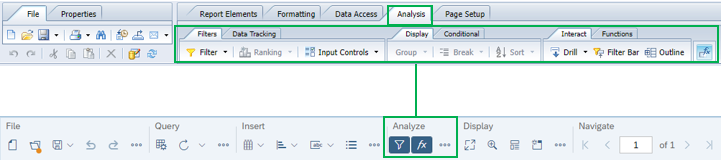 File Properties Report Elements Formatting Data Access Analysis Page Setup
Filters Data Tracking Display Conditional Interact Functions
Filter Ranking Input Controls Group Break Sort Drill Filter Bar Outline
File Query Insert Analyze Display Navigate
1 of 1